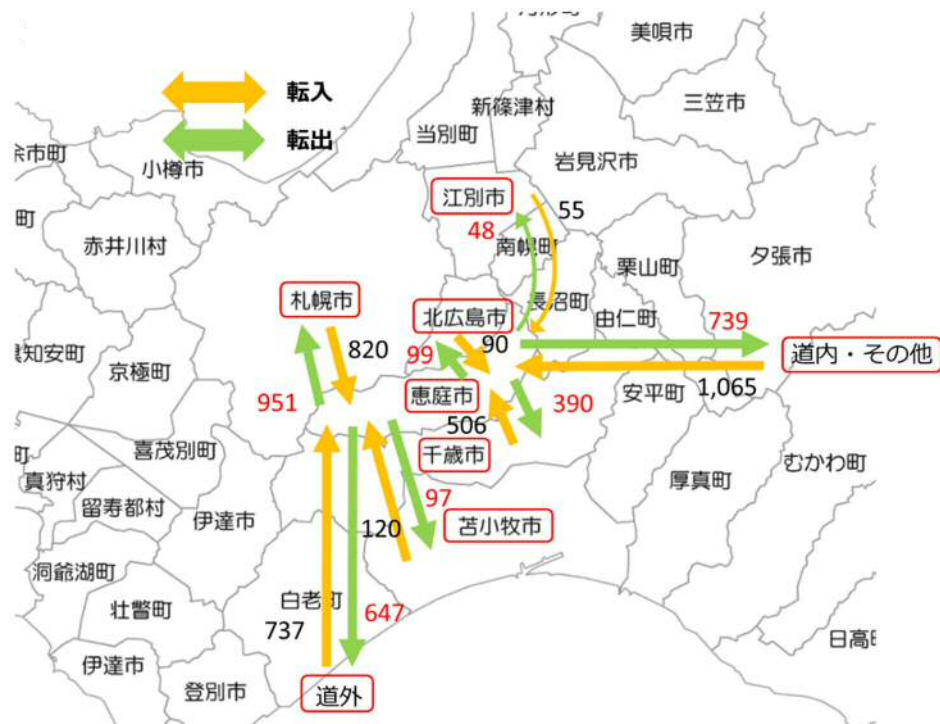 美唄市
三笠市
転入
新篠津村
当別町
転出
岩見沢市
余市町
小樽市
江別市
55
町
48
南幌町
赤井川村
栗山町
夕張市
札幌市
長沼町
北広島市
由仁町
739
820
99
90
道内・その他
京極町
恵庭市
安平町
1,065
951
390
506
喜茂別町
千歳市
むかわ町
町
真狩村
厚真町
97
留寿都村
伊達市
120
苫小牧市
洞爺湖町
白老町
647
壮瞥町
737
伊達市
登別市
道外